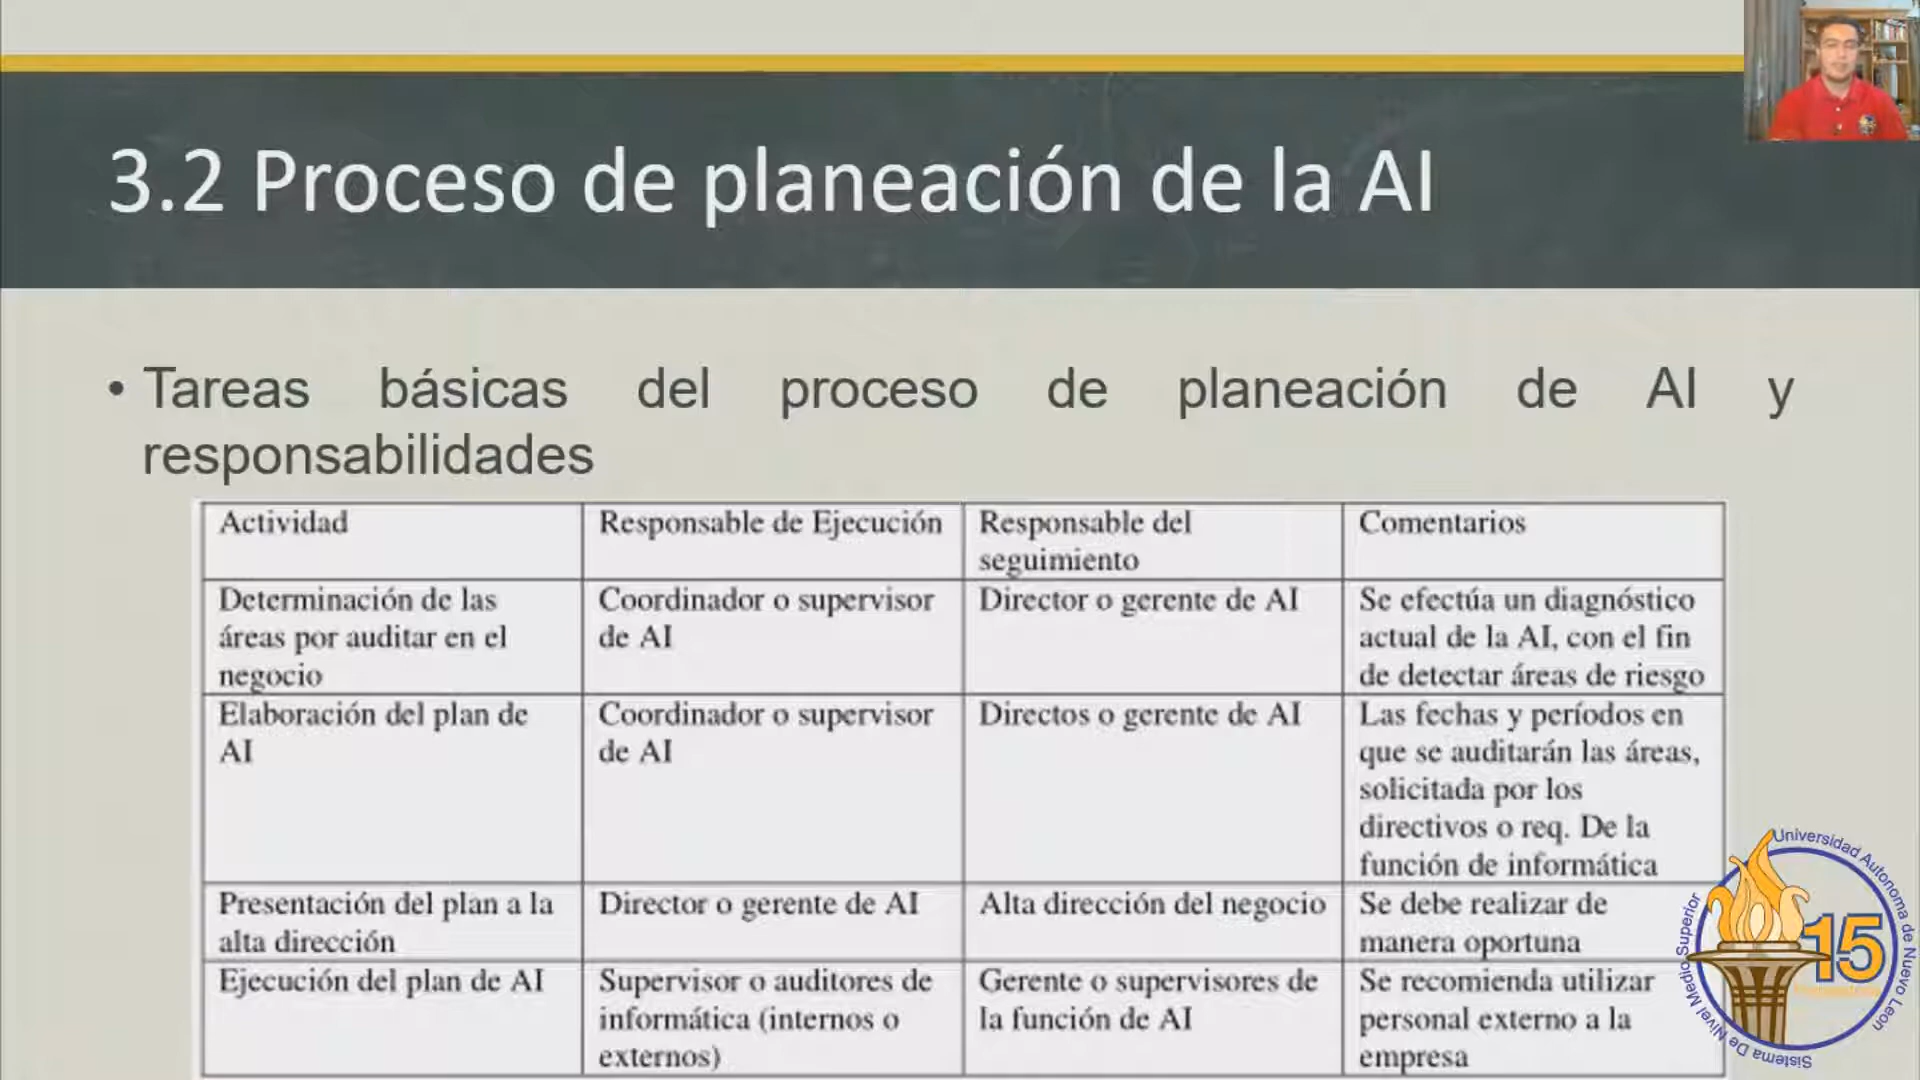 3.2 Proceso de planeación de la AI
• Tareas básicas del proceso de planeación de AI y
responsabilidades
Actividad
Responsable de Ejecución
Responsable del
seguimiento
Comentarios
Determinación de las
áreas por auditar en el
negocio
Coordinador o supervisor
de AI
Director o gerente de AI
Se efectúa un diagnóstico
actual de la AI, con el fin
de detectar áreas de riesgo
Elaboración del plan de
AI
Coordinador o supervisor
de AI
Directos o gerente de AI
Las fechas y períodos en
que se auditarán las áreas,
solicitada por los
directivos o req. De la
función de informática
Presentación del plan a la
alta dirección
Director o gerente de AI
Alta dirección del negocio
Se debe realizar de
manera oportuna
Ejecución del plan de AI
Supervisor o auditores de
informática (internos o
externos)
Gerente o supervisores de
la función de AI
Se recomienda utilizar
personal externo a la
empresa
Universidad Autonoma de Nuevo Leon
Sistema De Nivel Medio Superior
15